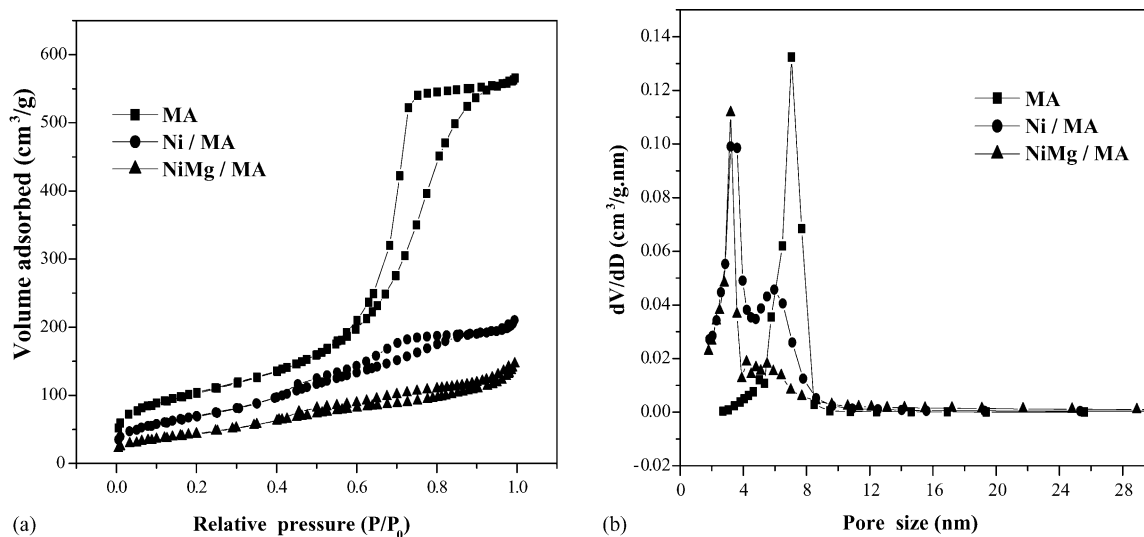 600
500
400
300
200
100
0
Volume adsorbed (cm³/g)
MA
Ni / MA
NiMg / MA
0.0 0.2 0.4 0.6 0.8 1.0
(a) Relative pressure (P/P₀)
0.14
0.12
0.10
0.08
0.06
0.04
0.02
0.00
-0.02
dV/dD (cm³/g.nm)
MA
Ni / MA
NiMg / MA
0 4 8 12 16 20 24 28
(b) Pore size (nm)